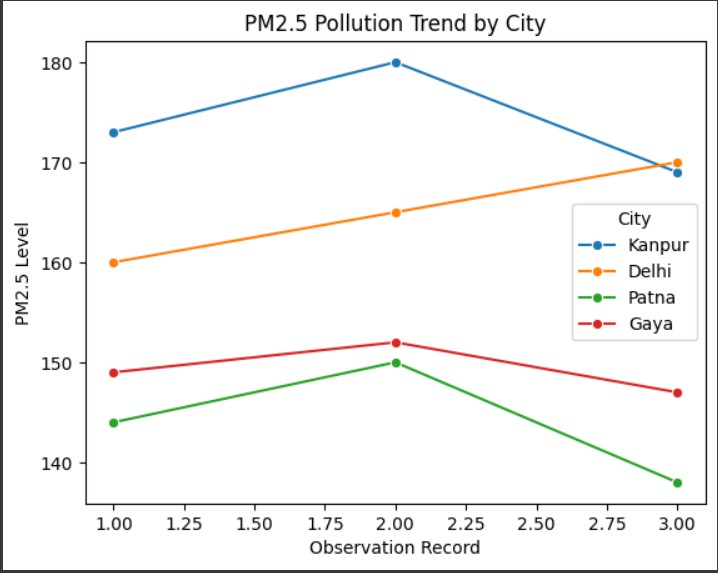 PM2.5 Pollution Trend by City
PM2.5 Level
180
170
160
150
140
City
Kanpur
Delhi
Patna
Gaya
1.00 1.25 1.50 1.75 2.00 2.25 2.50 2.75 3.00
Observation Record